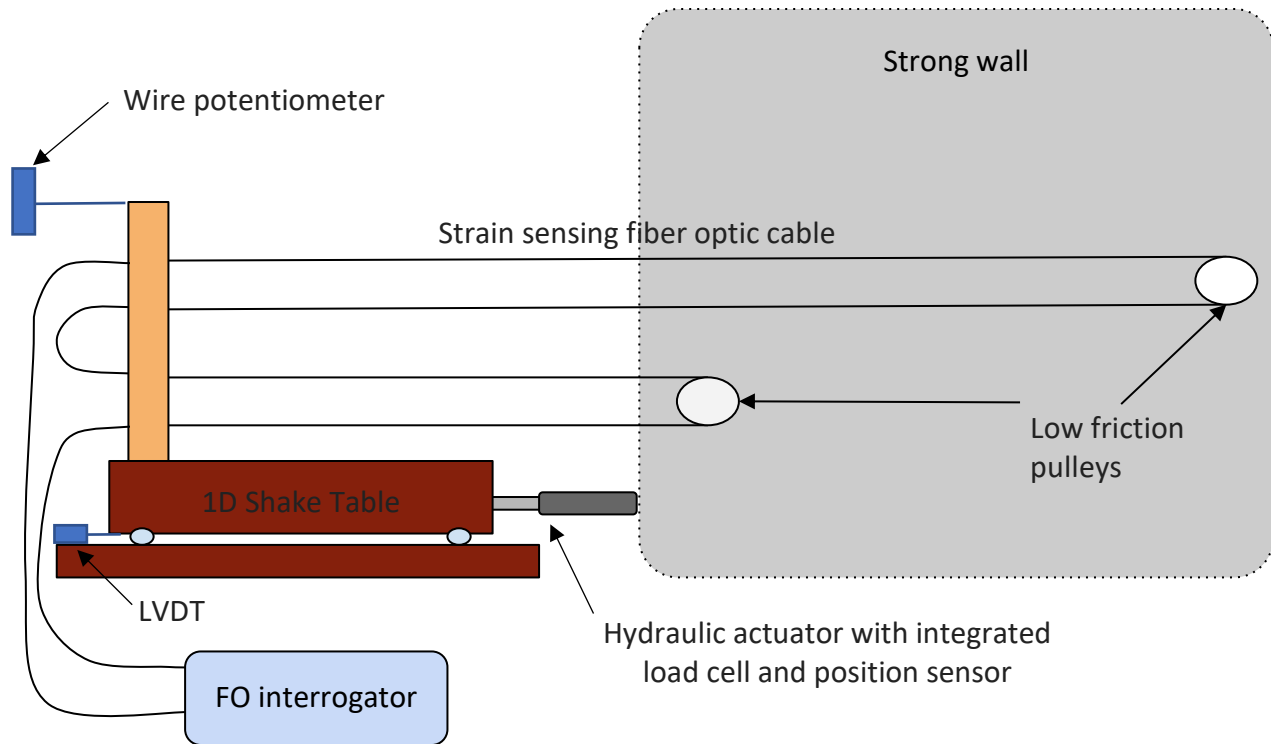 Strong wall
Wire potentiometer
Strain sensing fiber optic cable
Low friction
pulleys
1D Shake Table
LVDT
Hydraulic actuator with integrated
load cell and position sensor
FO interrogator